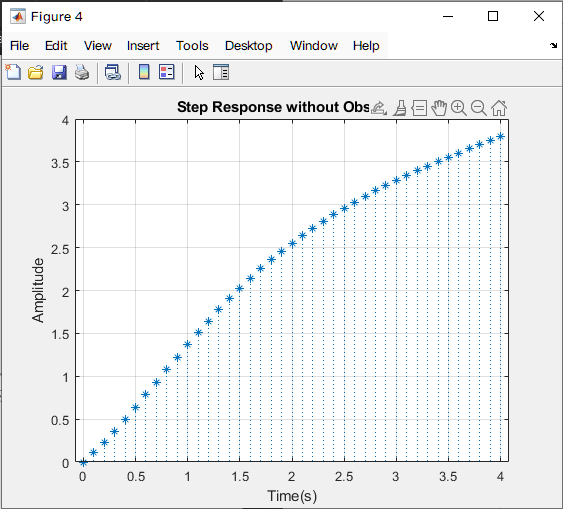 Figure 4
File Edit View Insert Tools Desktop Window Help
Step Response without Obs
4
3.5
3
2.5
2
1.5
1
0.5
0
Amplitude
0 0.5 1 1.5 2 2.5 3 3.5 4
Time(s)